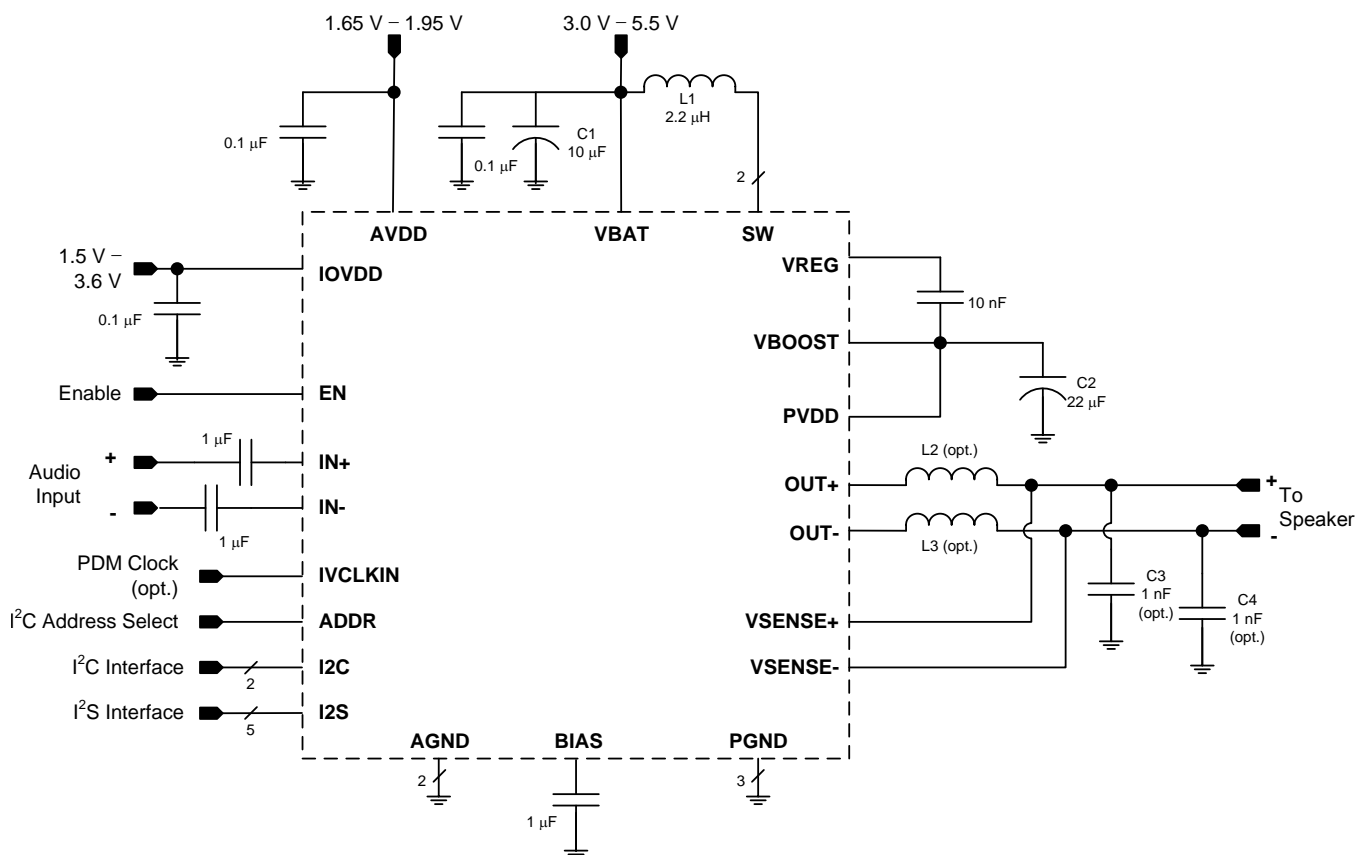 1.65 V – 1.95 V
3.0 V – 5.5 V
L1
2.2 μH
0.1 μF
0.1 μF
C1
10 μF
2
AVDD
VBAT
SW
1.5 V –
3.6 V
IOVDD
0.1 μF
VREG
10 nF
VBOOST
C2
22 μF
PVDD
Enable
EN
1 μF
+
Audio
Input
-
IN+
IN-
1 μF
L2 (opt.)
OUT+
OUT-
L3 (opt.)
+
To
Speaker
-
PDM Clock
(opt.)
IVCLKIN
C3
1 nF
(opt.)
C4
1 nF
(opt.)
I²C Address Select
ADDR
VSENSE+
I²C Interface
2
I2C
VSENSE-
I²S Interface
5
I2S
AGND
BIAS
PGND
2
3
1 μF